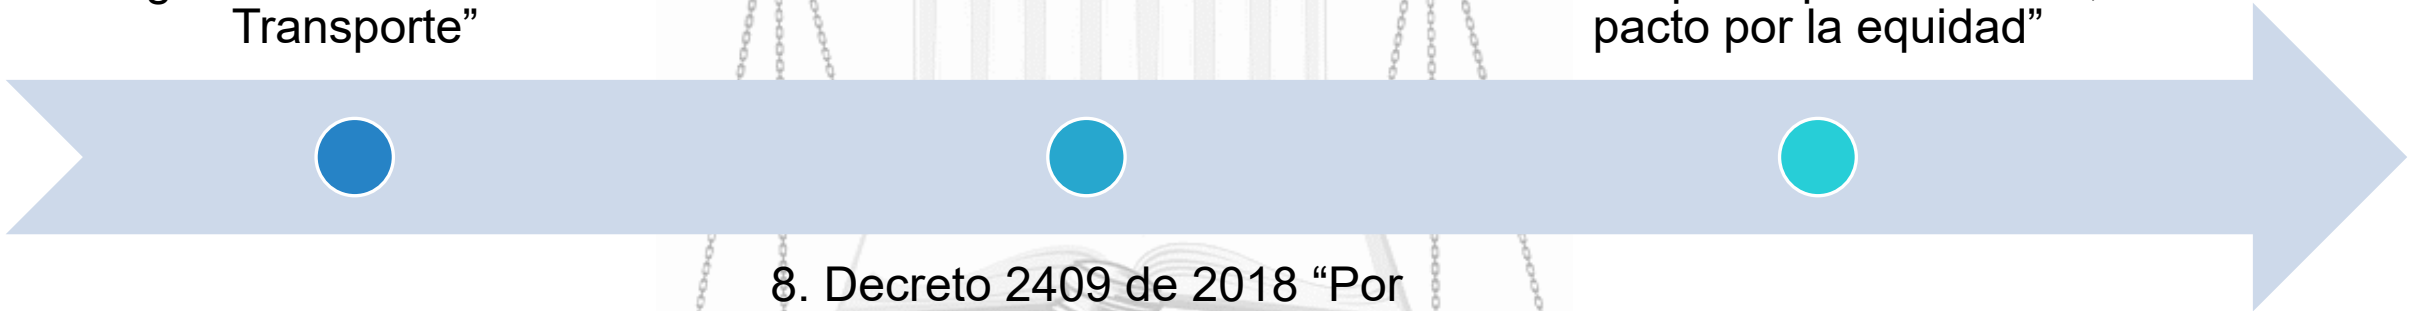 Transporte”
pacto por la equidad”
8. Decreto 2409 de 2018 “Por